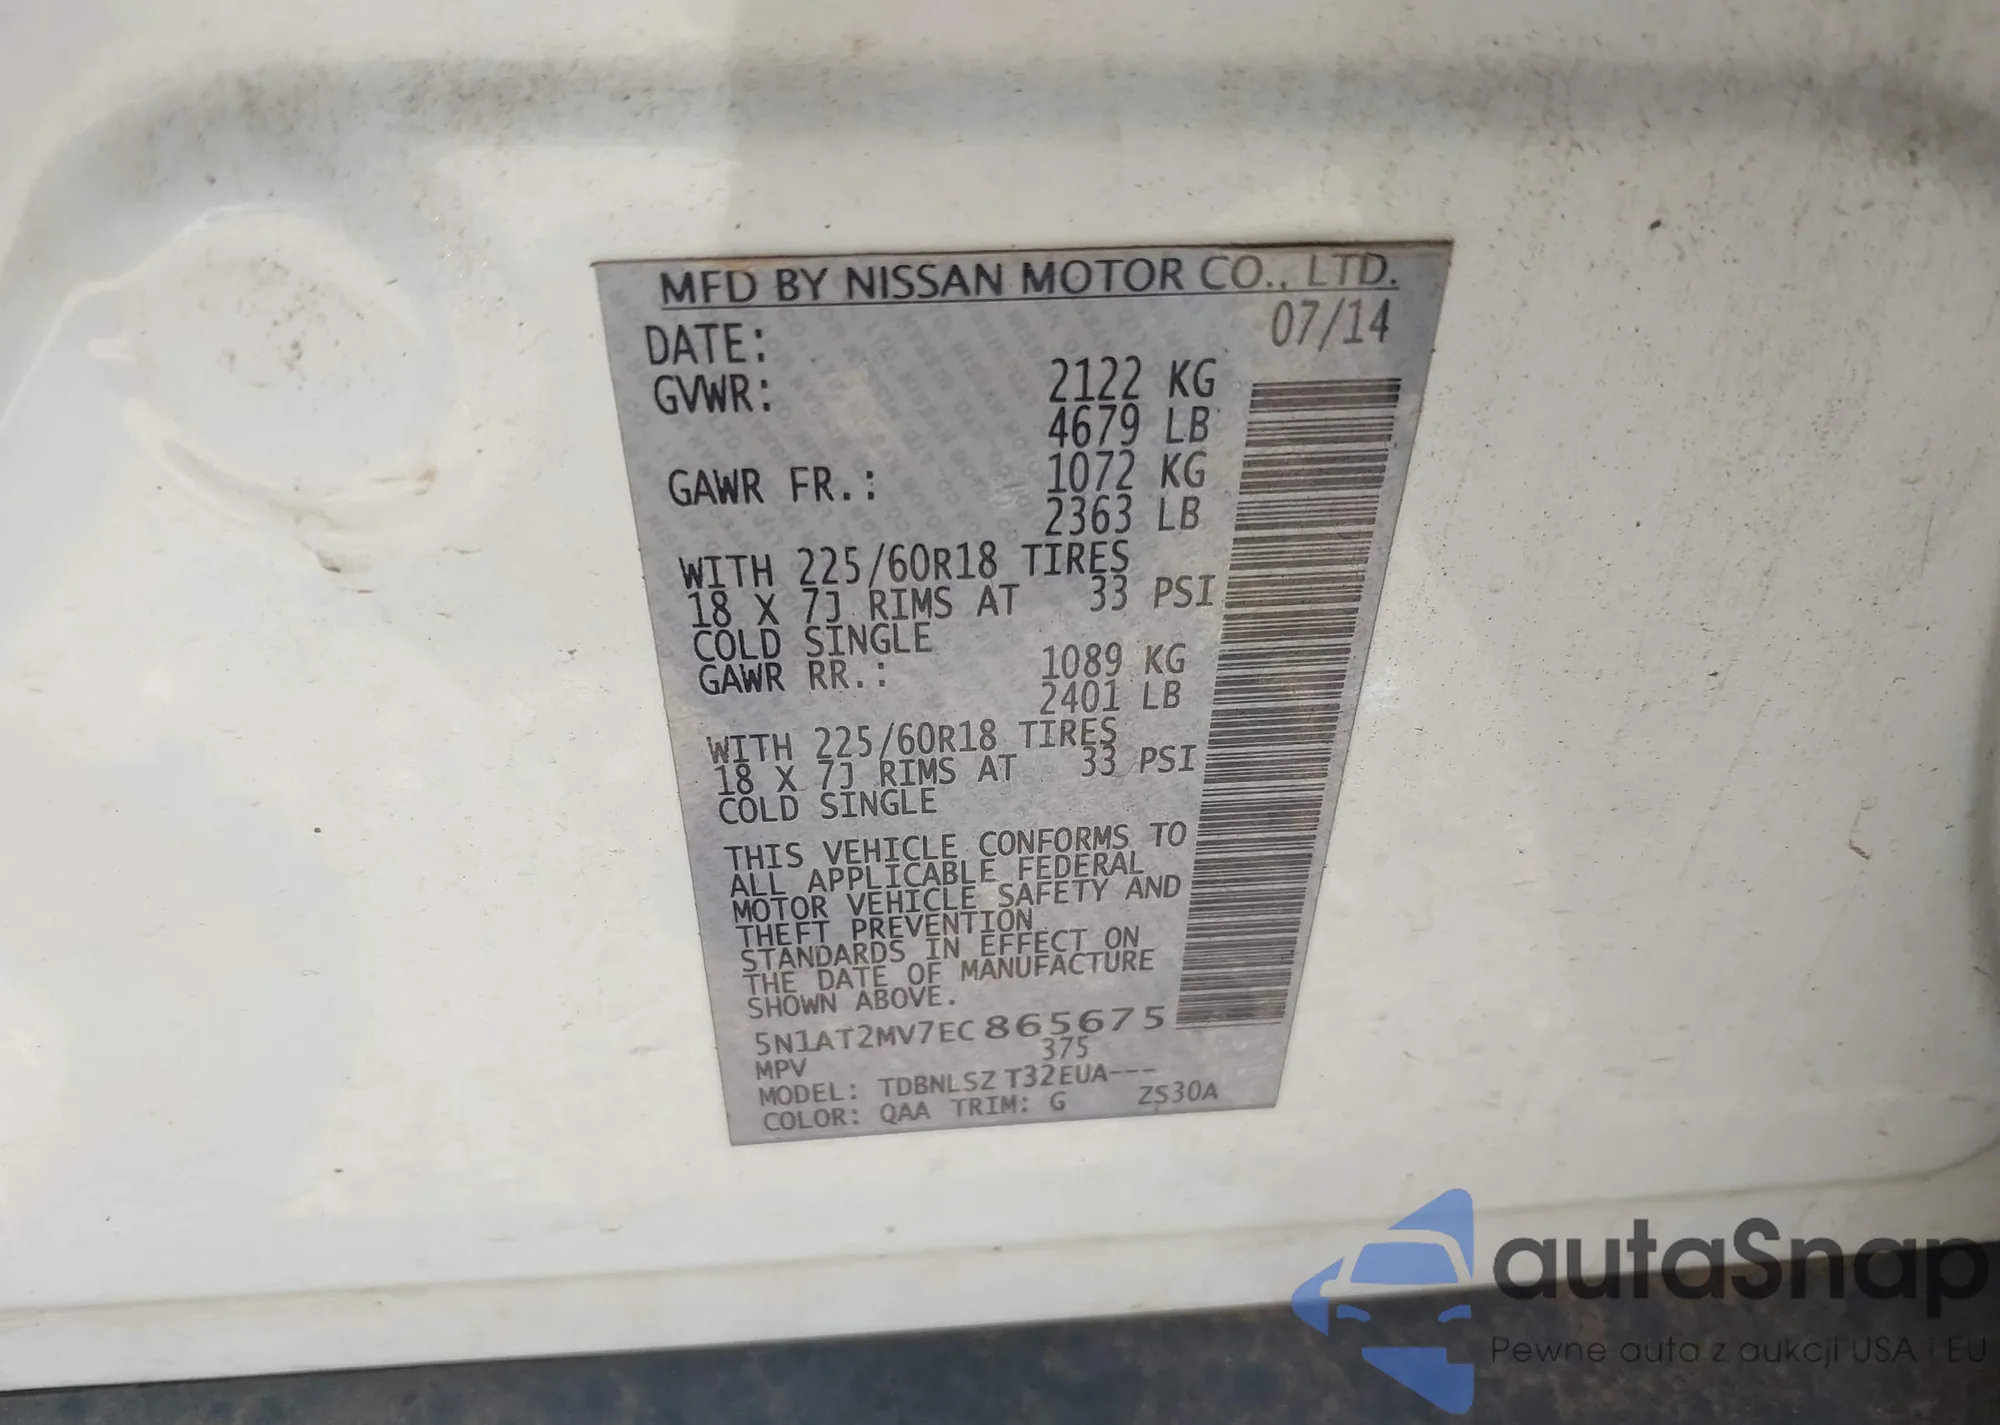 MFD BY NISSAN MOTOR CO., LTD.
DATE: 07/14
GVWR: 2122 KG
4679 LB
GAWR FR.: 1072 KG
2363 LB
WITH 225/60R18 TIRES
18 X 7J RIMS AT 33 PSI
COLD SINGLE
GAWR RR.: 1089 KG
2401 LB
WITH 225/60R18 TIRES
18 X 7J RIMS AT 33 PSI
COLD SINGLE
THIS VEHICLE CONFORMS TO
ALL APPLICABLE FEDERAL
MOTOR VEHICLE SAFETY AND
THEFT PREVENTION
STANDARDS IN EFFECT ON
THE DATE OF MANUFACTURE
SHOWN ABOVE.
5N1AT2MV7EC865675
MPV 375
MODEL: TDBNLSZ T32EUA---
COLOR: QAA TRIM: G ZS30A
autaSnap
Pewne auta z aukcji USA i EU